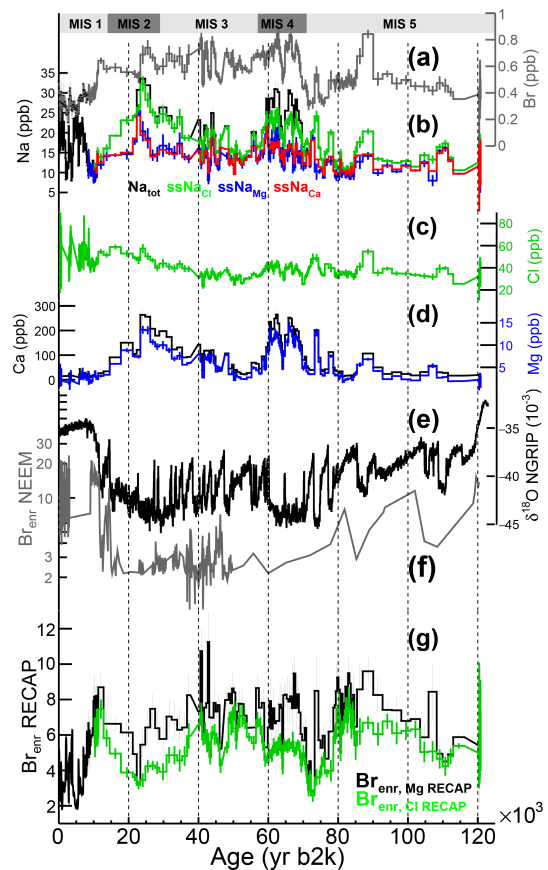 MIS 1 MIS 2 MIS 3 MIS 4 MIS 5
(a)
1
0.8
0.6
0.4
0.2
0
Br (ppb)
35
30
25
20
15
10
5
Na (ppb)
(b)
Na_tot ssNa_Cl ssNa_Mg ssNa_Ca
(c)
80
60
40
20
Cl (ppb)
300
200
100
0
Ca (ppb)
(d)
15
10
5
Mg (ppb)
(e)
-35
-40
-45
δ18O NGRIP (10-3)
30
20
10
3
2
Br_enr NEEM
(f)
(g)
12
10
8
6
4
2
Br_enr RECAP
Br_enr, Mg RECAP
Br_enr, Cl RECAP
0 20 40 60 80 100 120
×10³
Age (yr b2k)